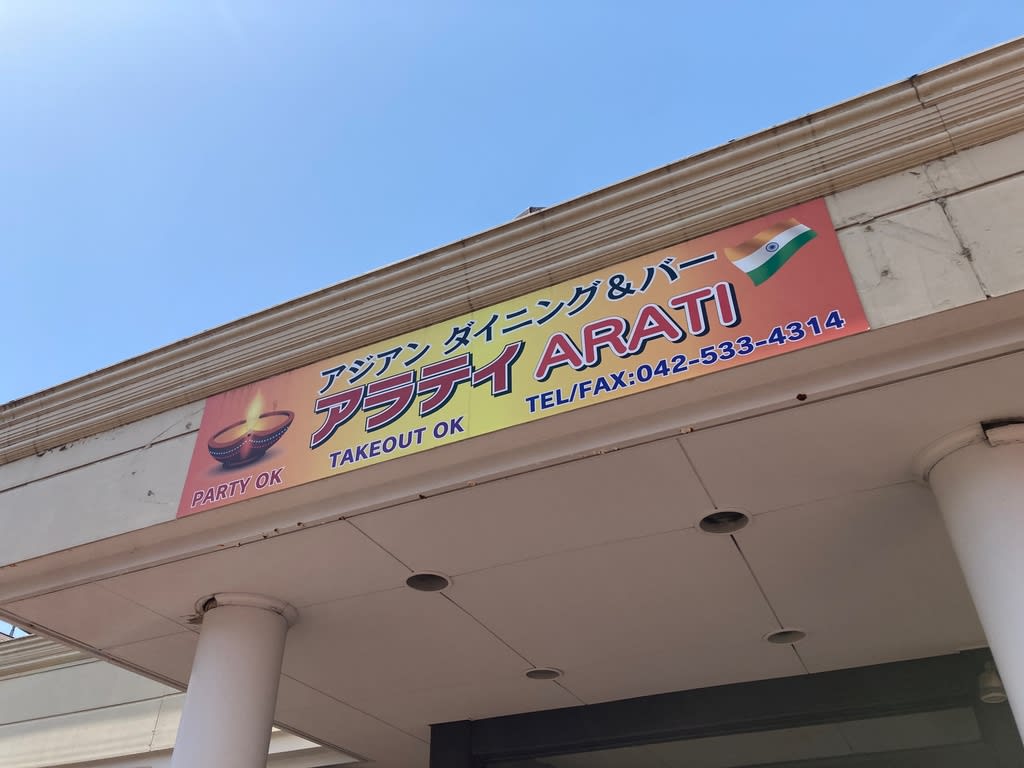 アジアン ダイニング&バー
アラティ ARATI
PARTY OK
TAKEOUT OK
TEL/FAX:042-533-4314